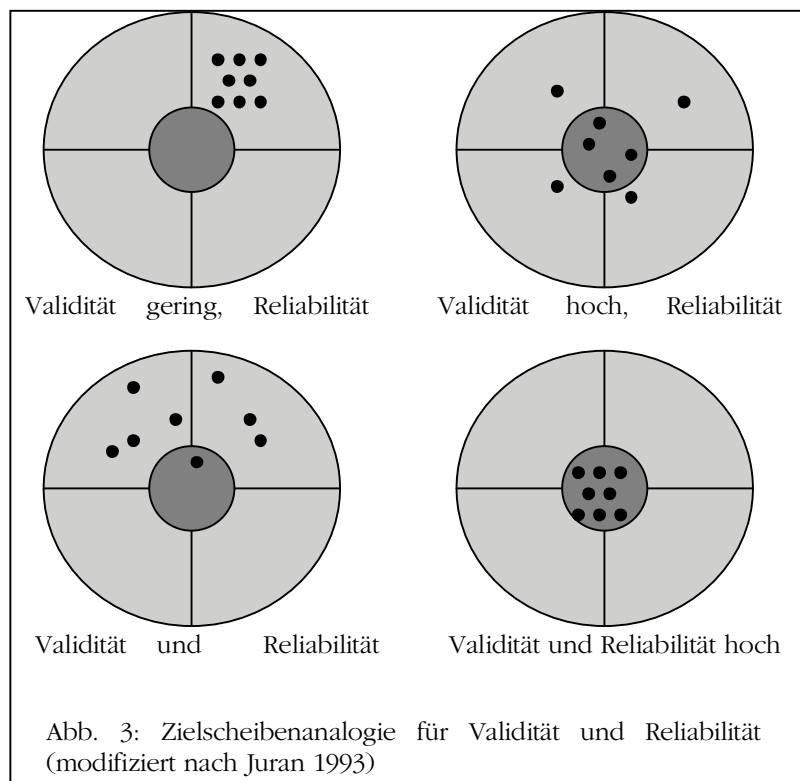 Validität gering, Reliabilität
Validität hoch, Reliabilität
Validität und Reliabilität
Validität und Reliabilität hoch
Abb. 3: Zielscheibenanalogie für Validität und Reliabilität
(modifiziert nach Juran 1993)